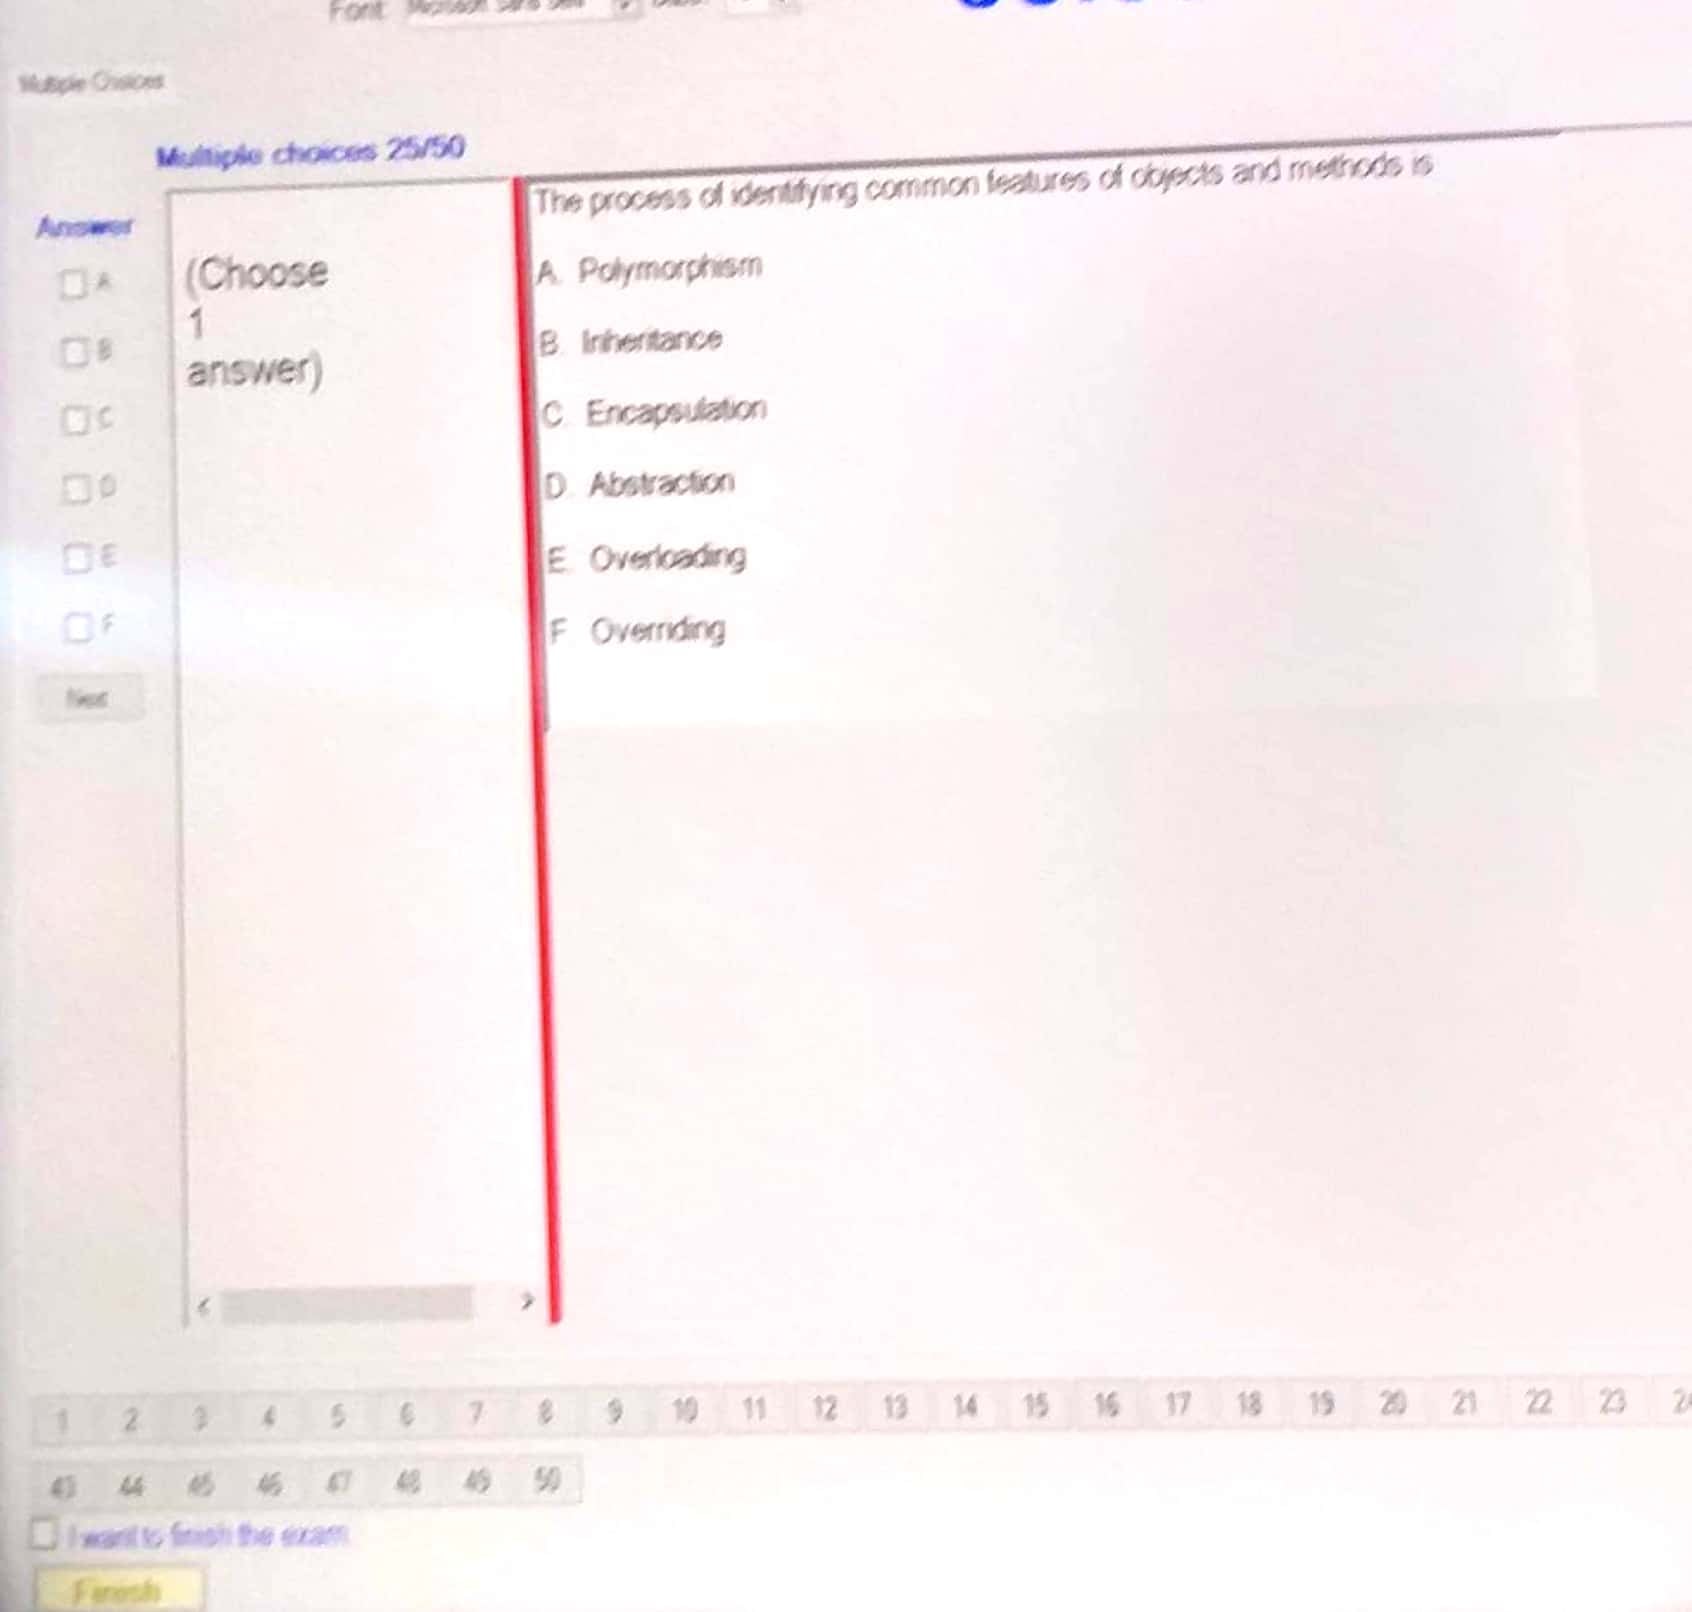 Font: Microsoft Sans Serif
Multiple Choices
Multiple choices 25/50
Answer
A
B
C
D
E
F
Next
(Choose
1
answer)
The process of identifying common features of objects and methods is
A. Polymorphism
B. Inheritance
C. Encapsulation
D. Abstraction
E. Overloading
F. Overriding
1 2 3 4 5 6 7 8 9 10 11 12 13 14 15 16 17 18 19 20 21 22 23
43 44 45 46 47 48 49 50
I want to finish the exam.
Finish